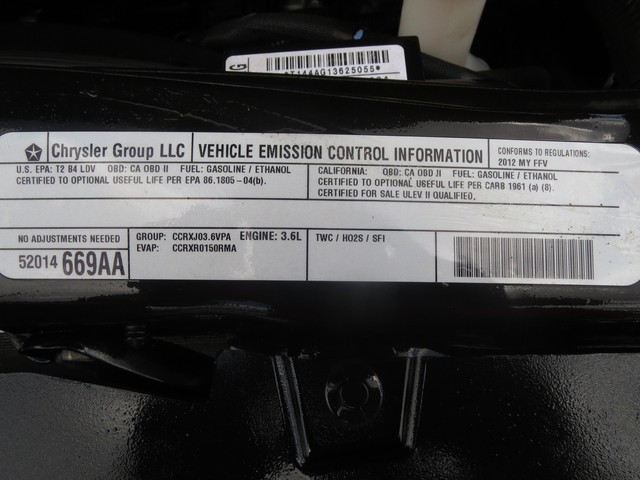 G
144AG13625055*
Chrysler Group LLC
VEHICLE EMISSION CONTROL INFORMATION
CONFORMS TO REGULATIONS:
2012 MY FFV
U.S. EPA: T2 B4 LDV OBD: CA OBD II FUEL: GASOLINE / ETHANOL
CERTIFIED TO OPTIONAL USEFUL LIFE PER EPA 86.1805-04(b).
CALIFORNIA: OBD: CA OBD II FUEL: GASOLINE / ETHANOL
CERTIFIED TO OPTIONAL USEFUL LIFE PER CARB 1961 (a) (8).
CERTIFIED FOR SALE ULEV II QUALIFIED.
NO ADJUSTMENTS NEEDED
52014 669AA
GROUP: CCRXJ03.6VPA ENGINE: 3.6L
EVAP: CCRXR0150RMA
TWC / HO2S / SFI